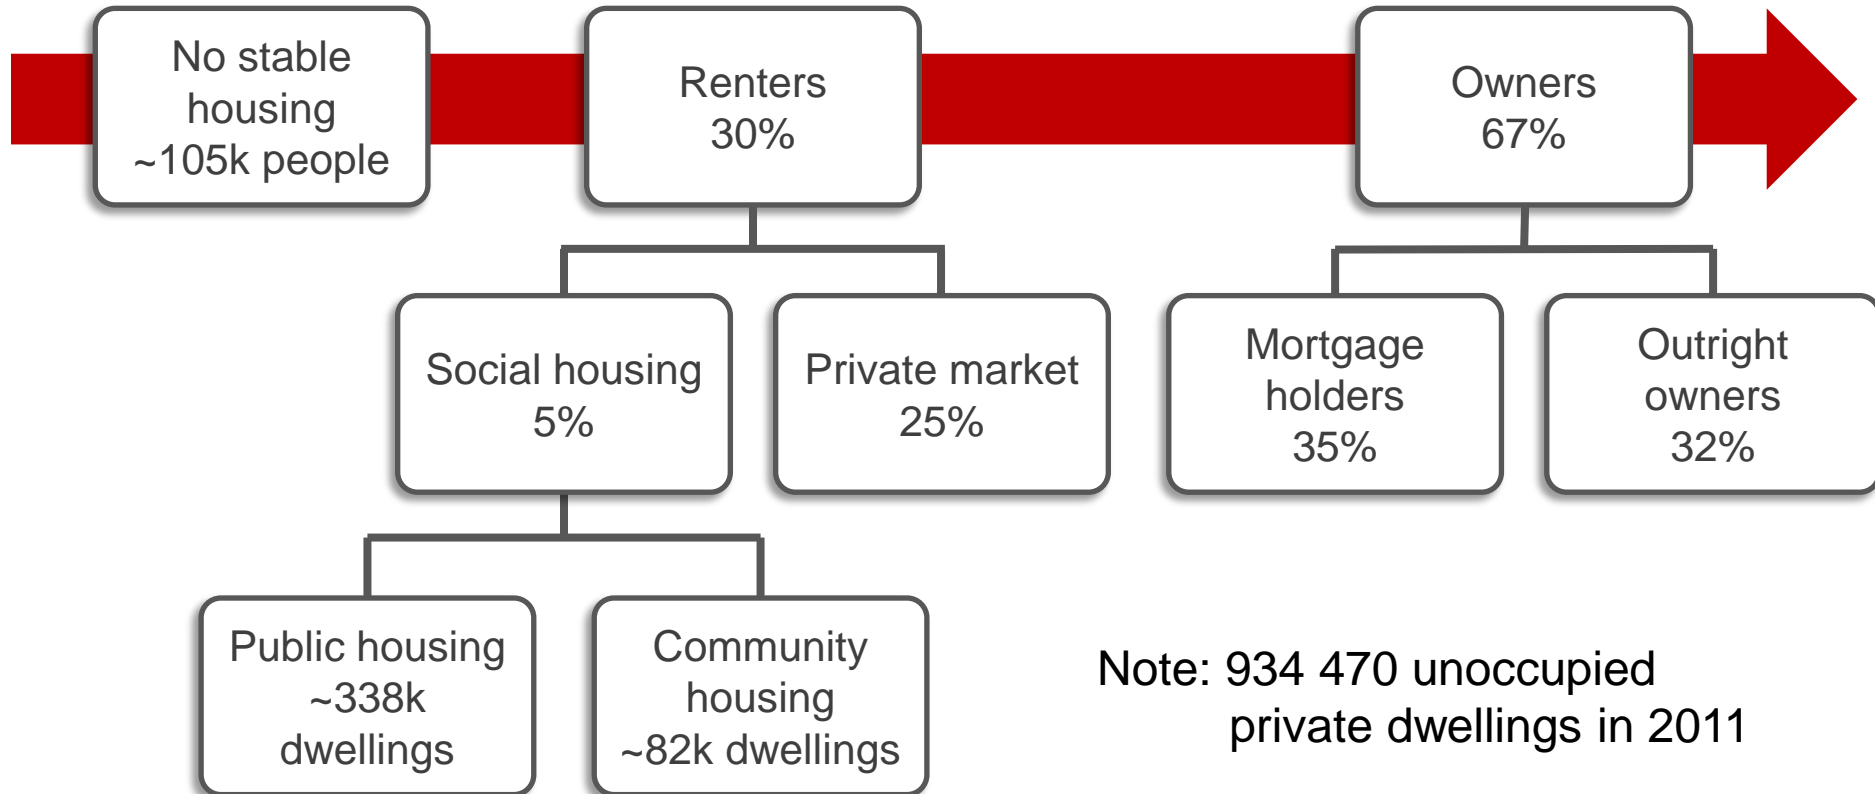 No stable
housing
~105k people
Renters
30%
Owners
67%
Social housing
5%
Private market
25%
Mortgage
holders
35%
Outright
owners
32%
Public housing
~338k
dwellings
Community
housing
~82k dwellings
Note: 934 470 unoccupied
private dwellings in 2011